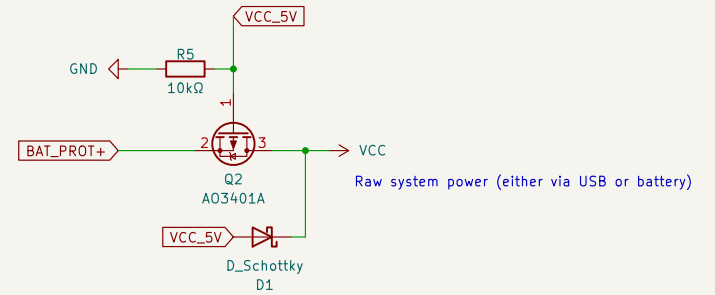 VCC_5V
R5
GND
10kΩ
1
BAT_PROT+
2
3
VCC
Q2
AO3401A
Raw system power (either via USB or battery)
VCC_5V
D_Schottky
D1